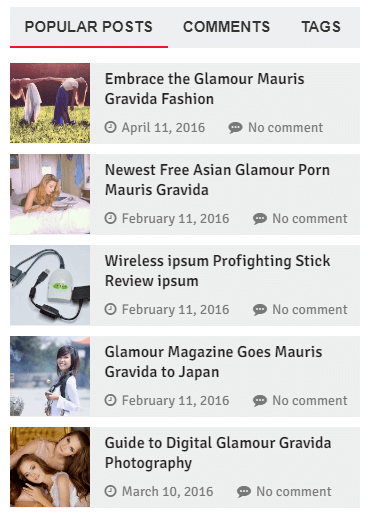 POPULAR POSTS COMMENTS TAGS
Embrace the Glamour Mauris
Gravida Fashion
April 11, 2016 No comment
Newest Free Asian Glamour Porn
Mauris Gravida
February 11, 2016 No comment
Wireless ipsum Profighting Stick
Review ipsum
February 11, 2016 No comment
Glamour Magazine Goes Mauris
Gravida to Japan
February 11, 2016 No comment
Guide to Digital Glamour Gravida
Photography
March 10, 2016 No comment